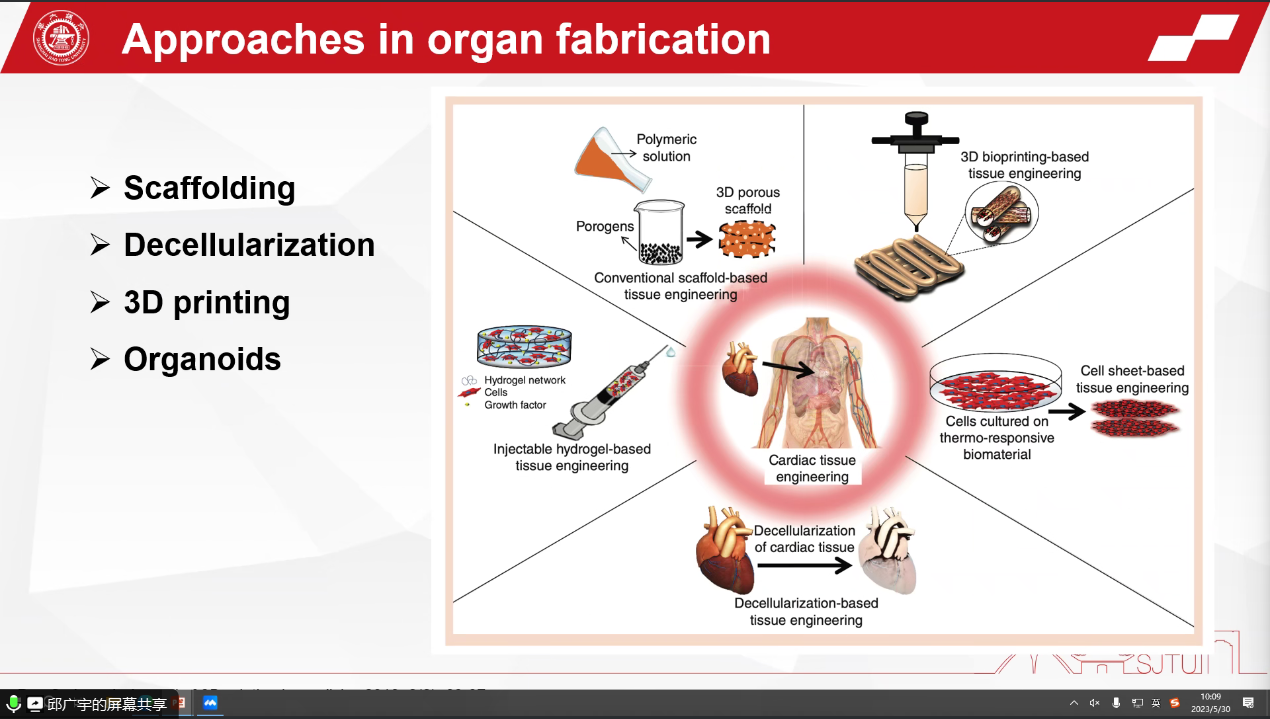 Approaches in organ fabrication
Scaffolding
Decellularization
3D printing
Organoids
Polymeric
solution
Porogens
3D porous
scaffold
Conventional scaffold-based
tissue engineering
3D bioprinting-based
tissue engineering
Hydrogel network
Cells
Growth factor
Injectable hydrogel-based
tissue engineering
Cardiac tissue
engineering
Cells cultured on
thermo-responsive
biomaterial
Cell sheet-based
tissue engineering
Decellularization
of cardiac tissue
Decellularization-based
tissue engineering
SJTU
邱广宇的屏幕共享
英
10:09
2023/5/30